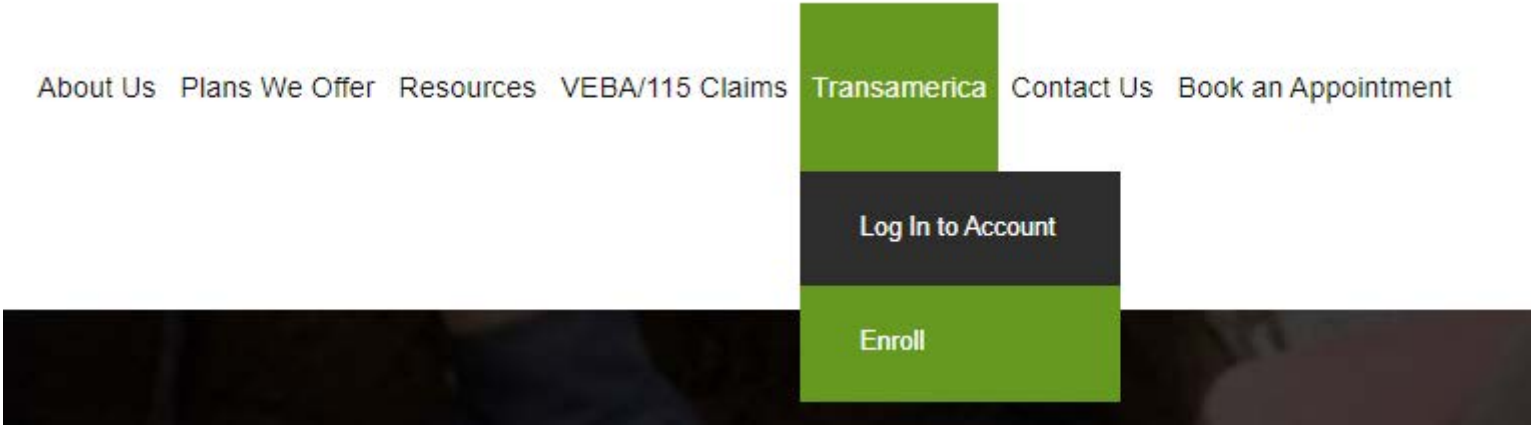 About Us Plans We Offer Resources VEBA/115 Claims Transamerica Contact Us Book an Appointment
Log In to Account
Enroll